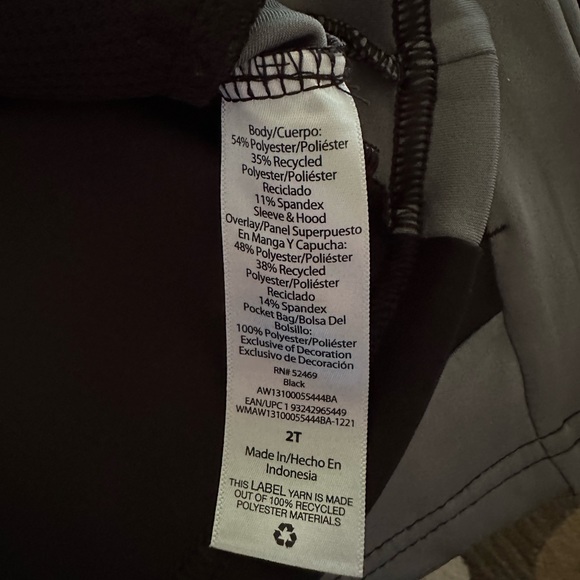 Body/Cuerpo:
54% Polyester/Poliéster
35% Recycled
Polyester/Poliéster
Reciclado
11% Spandex
Sleeve & Hood
Overlay/Panel Superpuesto
En Manga Y Capucha:
48% Polyester/Poliéster
38% Recycled
Polyester/Poliéster
Reciclado
14% Spandex
Pocket Bag/Bolsa Del
Bolsillo:
100% Polyester/Poliéster
Exclusive of Decoration
Exclusivo de Decoración
RN# 52469
Black
AW13100055444BA
EAN/UPC 1 93242965449
WMAW13100055444BA-1221
2T
Made In/Hecho En
Indonesia
THIS LABEL YARN IS MADE
OUT OF 100% RECYCLED
POLYESTER MATERIALS